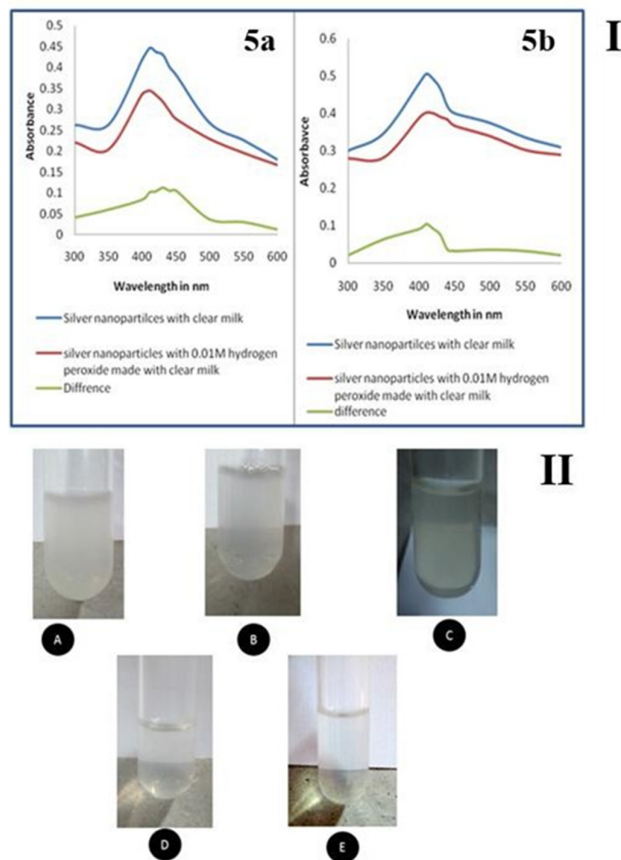 I
5a
0.5
0.45
0.4
0.35
0.3
0.25
0.2
0.15
0.1
0.05
0
Absorbance
300 350 400 450 500 550 600
Wavelength in nm
Silver nanopartilces with clear milk
silver nanoparticles with 0.01M hydrogen
peroxide made with clear milk
Diffrence
5b
0.6
0.5
0.4
0.3
0.2
0.1
0
Absorbavce
300 350 400 450 500 550 600
Wavelength in nm
Silver nanopartilces with clear milk
silver nanoparticles with 0.01M hydrogen
peroxide made with clear milk
difference
II
A
B
C
D
E